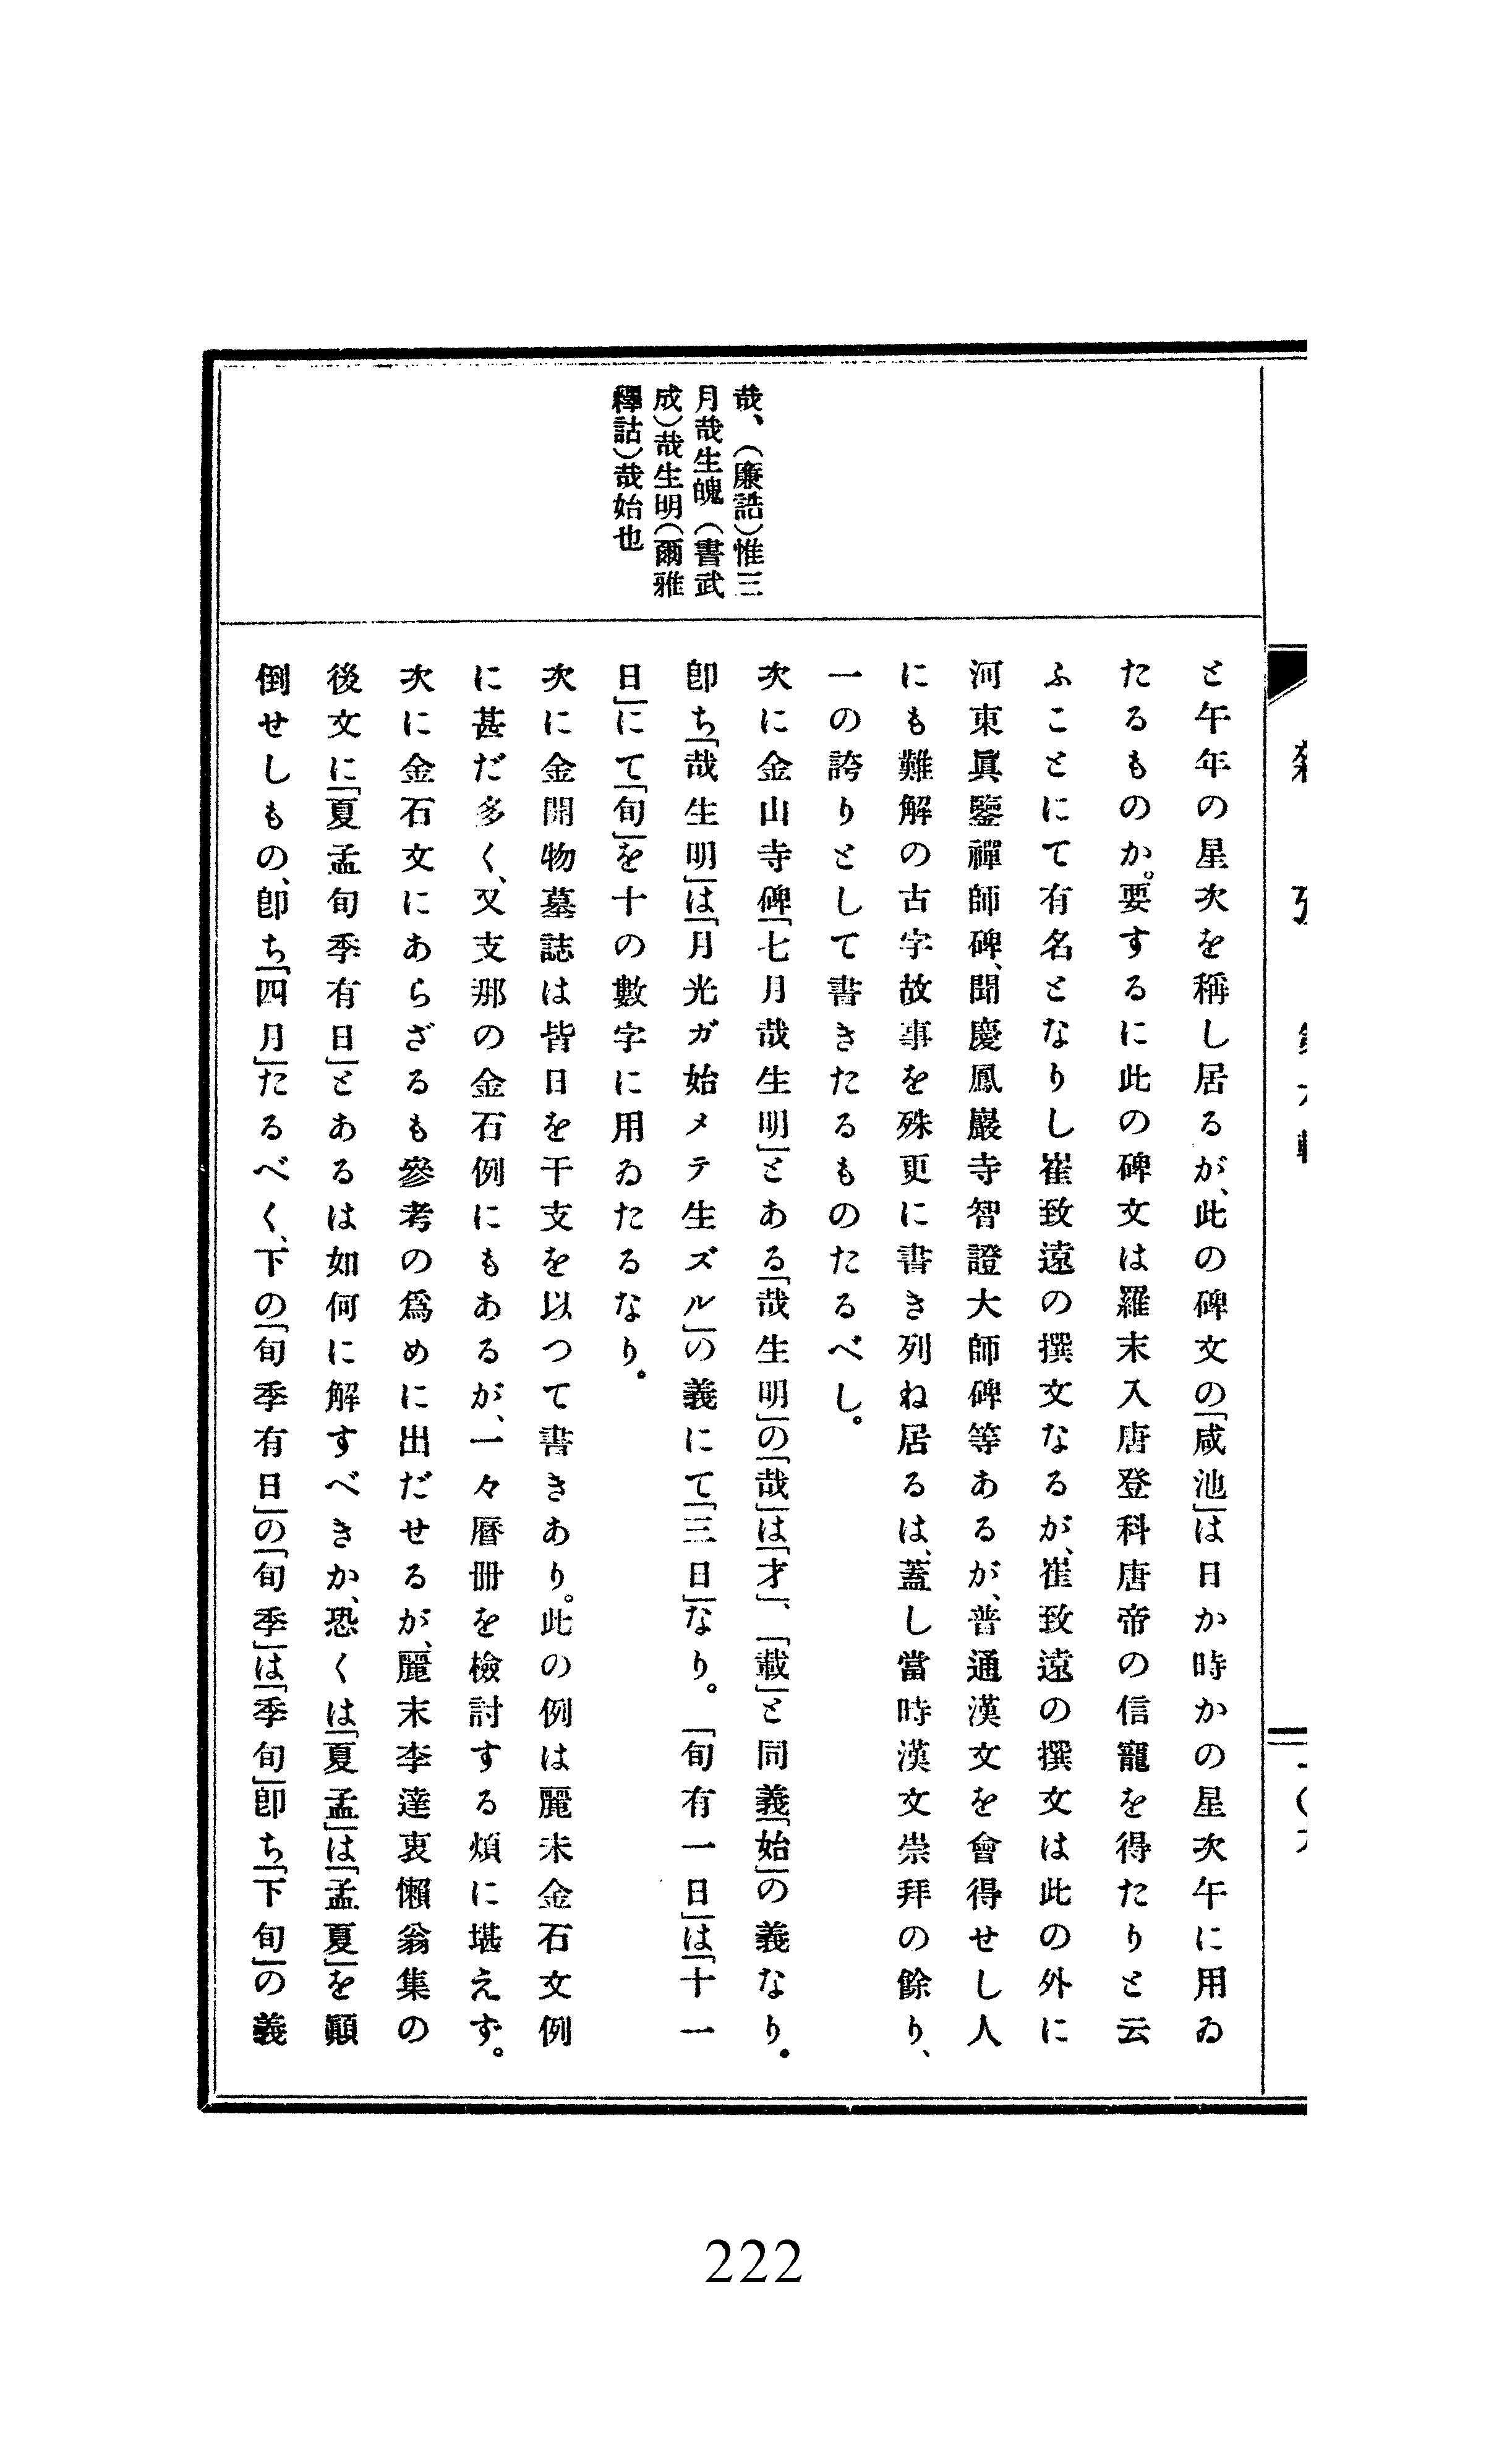 哉、(廉誥)惟三
月哉生魄(書武
成)哉生明(爾雅
釋詁)哉始也
と午年の星次を稱し居るが、此の碑文の「咸池」は日か時かの星次午に用ゐ
たるものか。要するに此の碑文は羅末入唐登科唐帝の信寵を得たりと云
ふことにて有名となりし崔致遠の撰文なるが、崔致遠の撰文は此の外に
河東眞鑒禪師碑、聞慶鳳巖寺智證大師碑等あるが、普通漢文を會得せし人
にも難解の古字故事を殊更に書き列ね居るは、蓋し當時漢文崇拜の餘り、
一の誇りとして書きたるものたるべし。
次に金山寺碑「七月哉生明」とある「哉生明」の「哉」は「才」、「載」と同義「始」の義なり。
卽ち「哉生明」は「月光ガ始メテ生ズル」の義にて「三日」なり。「旬有一日」は「十一
日」にて「旬」を十の數字に用ゐたるなり。
次に金開物墓誌は皆日を干支を以つて書きあり。此の例は麗末金石文例
に甚だ多く、又支那の金石例にもあるが、一々曆册を檢討する煩に堪えず。
次に金石文にあらざるも參考の爲めに出だせるが、麗末李達衷懶翁集の
後文に「夏孟旬季有日」とあるは如何に解すべきか、恐くは「夏孟」は「孟夏」を顚
倒せしもの、卽ち「四月」たるべく、下の「旬季有日」の「旬季」は「季旬」卽ち「下旬」の義
222